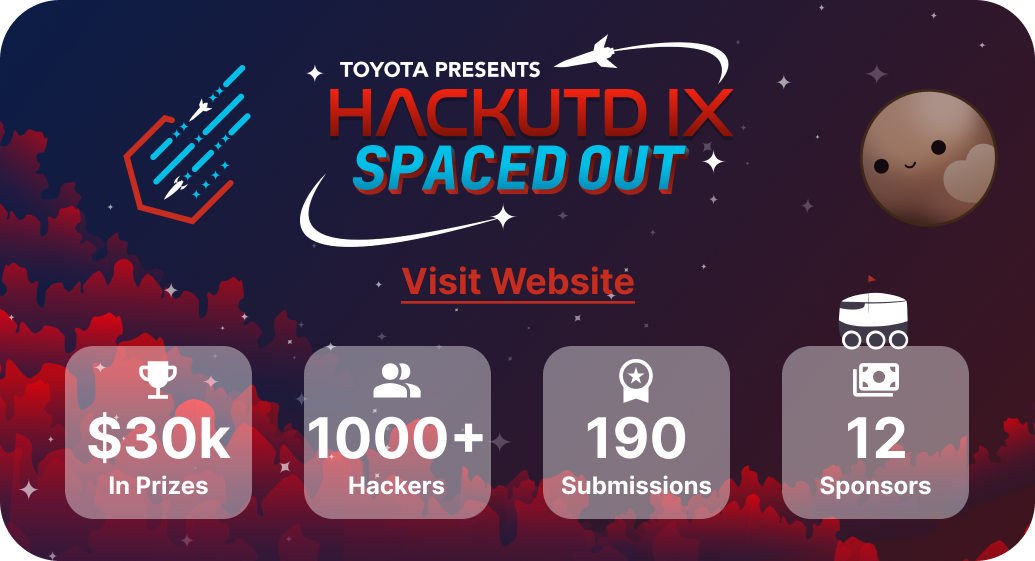 TOYOTA PRESENTS
HACKUTD IX
SPACED OUT
Visit Website
$30k
In Prizes
1000+
Hackers
190
Submissions
12
Sponsors